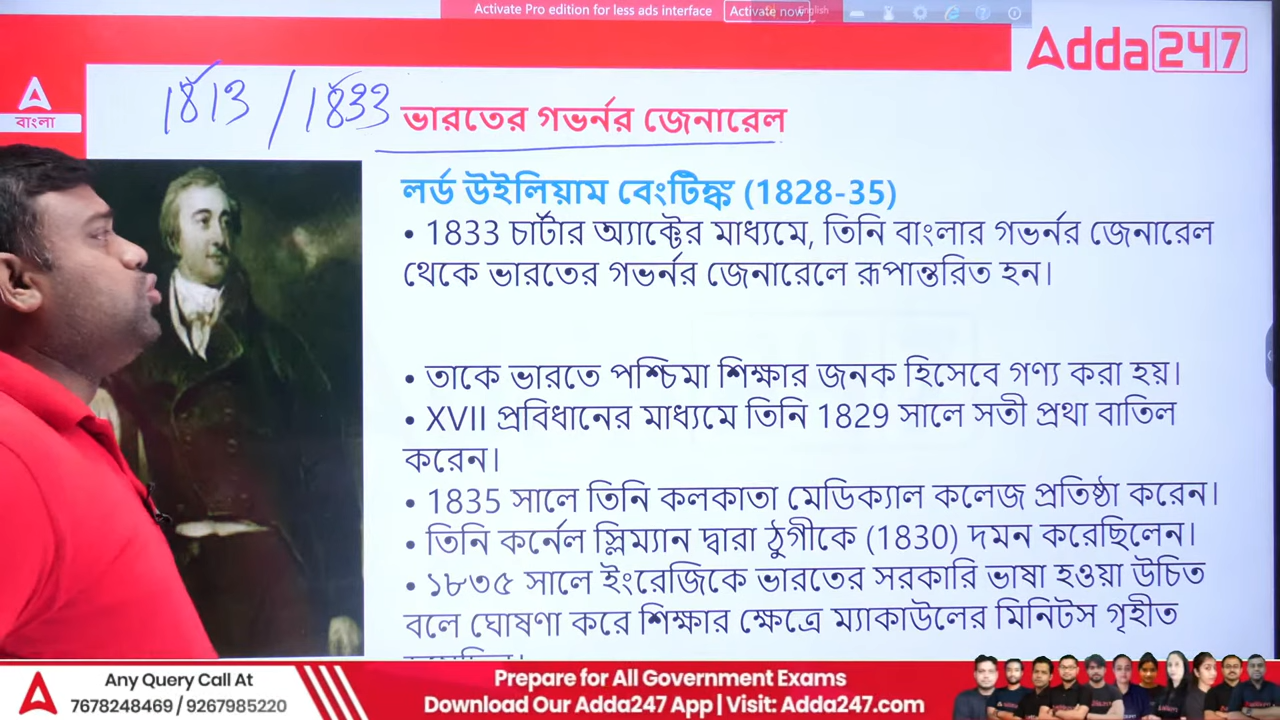 Activate Pro edition for less ads interface
Activate now
English
Adda247
বাংলা
1813 / 1833
ভারতের গভর্নর জেনারেল
লর্ড উইলিয়াম বেংটিঙ্ক (1828-35)
• 1833 চার্টার অ্যাক্টের মাধ্যমে, তিনি বাংলার গভর্নর জেনারেল
থেকে ভারতের গভর্নর জেনারেলে রূপান্তরিত হন।
• তাকে ভারতে পশ্চিমা শিক্ষার জনক হিসেবে গণ্য করা হয়।
• XVII প্রবিধানের মাধ্যমে তিনি 1829 সালে সতী প্রথা বাতিল
করেন।
• 1835 সালে তিনি কলকাতা মেডিক্যাল কলেজ প্রতিষ্ঠা করেন।
• তিনি কর্নেল স্লিম্যান দ্বারা ঠুগীকে (1830) দমন করেছিলেন।
• ১৮৩৫ সালে ইংরেজিকে ভারতের সরকারি ভাষা হওয়া উচিত
বলে ঘোষণা করে শিক্ষার ক্ষেত্রে ম্যাকাউলের মিনিটস গৃহীত
Any Query Call At
7678248469 / 9267985220
Prepare for All Government Exams
Download Our Adda247 App | Visit: Adda247.com